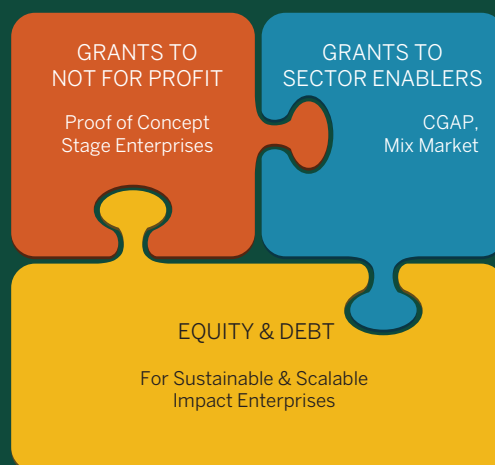 GRANTS TO
NOT FOR PROFIT
Proof of Concept
Stage Enterprises
GRANTS TO
SECTOR ENABLERS
CGAP,
Mix Market
EQUITY & DEBT
For Sustainable & Scalable
Impact Enterprises